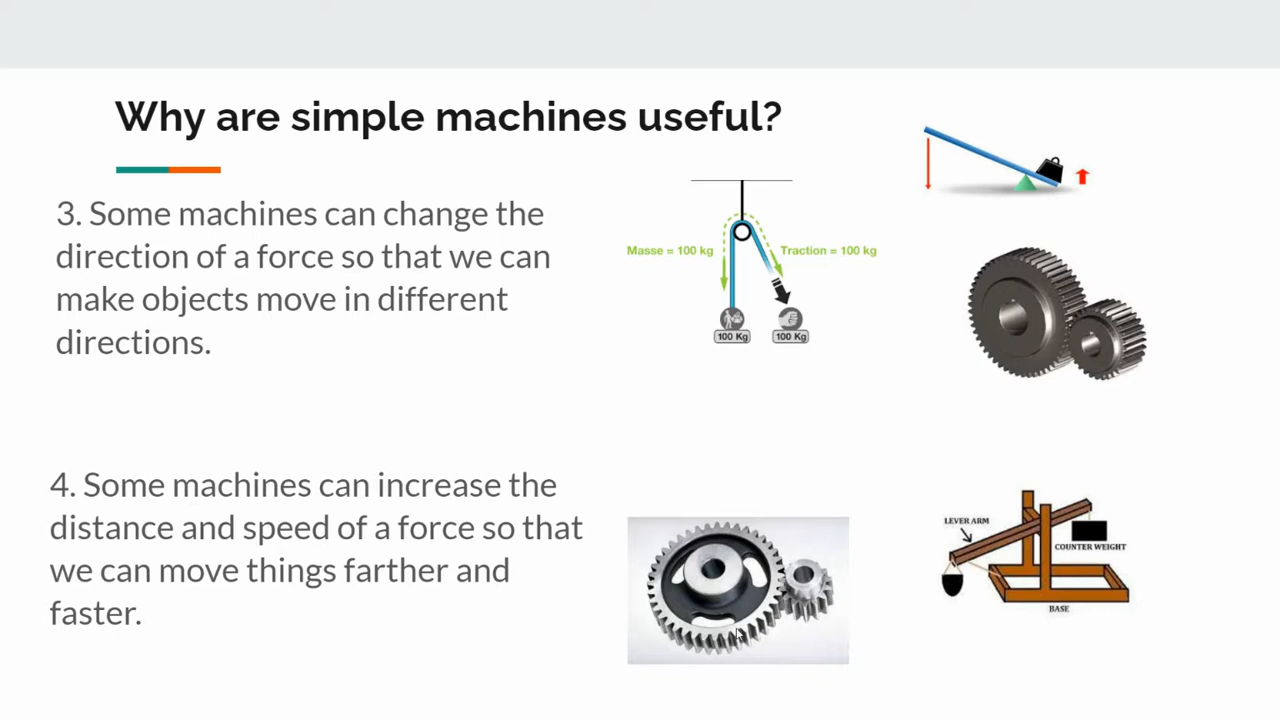 Why are simple machines useful?
3. Some machines can change the
direction of a force so that we can
make objects move in different
directions.
Masse = 100 kg
Traction = 100 kg
100 Kg
100 Kg
4. Some machines can increase the
distance and speed of a force so that
we can move things farther and
faster.
LEVER ARM
COUNTER WEIGHT
BASE